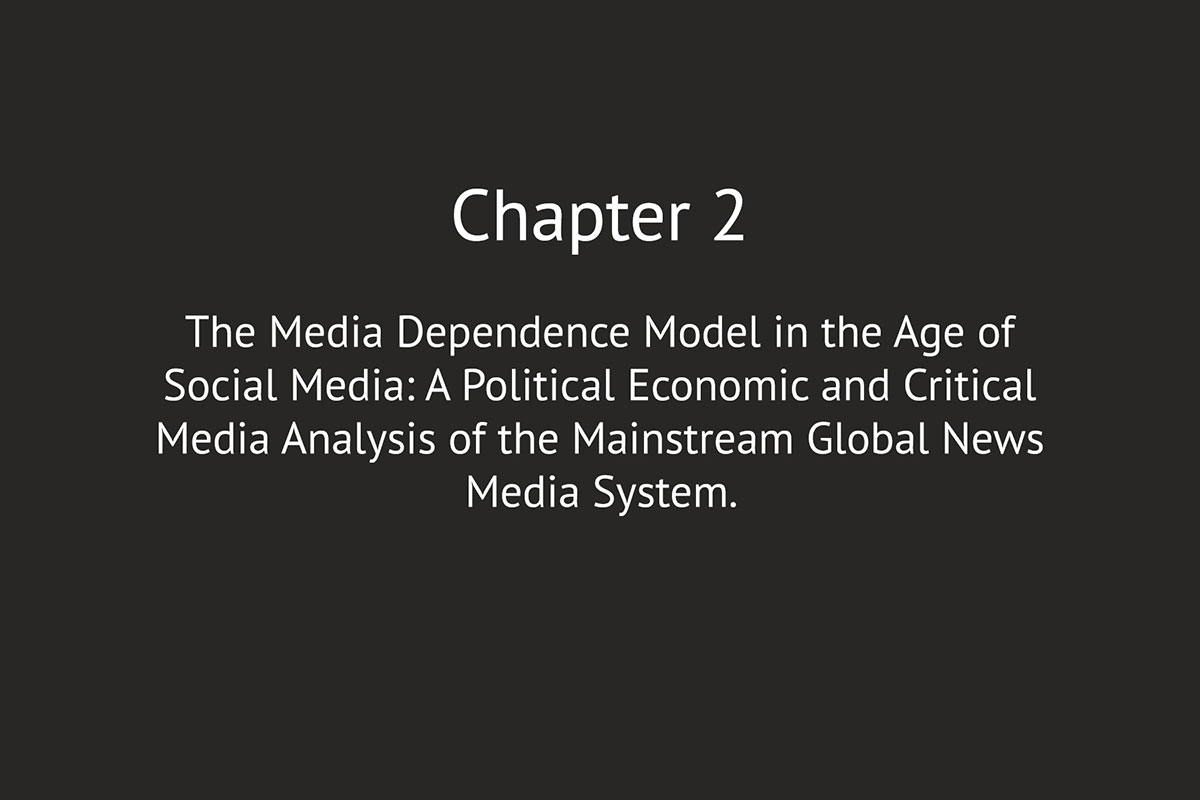 Chapter 2
The Media Dependence Model in the Age of
Social Media: A Political Economic and Critical
Media Analysis of the Mainstream Global News
Media System.